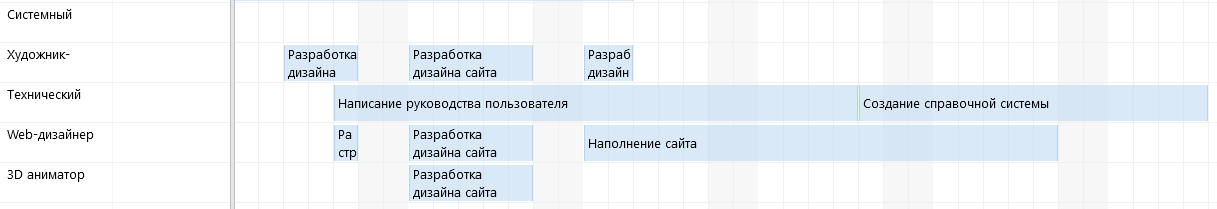 Системный
Художник-
Разработка
дизайна
Разработка
дизайна сайта
Разраб
дизайн
Технический
Написание руководства пользователя
Создание справочной системы
Web-дизайнер
Ра
стр
Разработка
дизайна сайта
Наполнение сайта
3D аниматор
Разработка
дизайна сайта